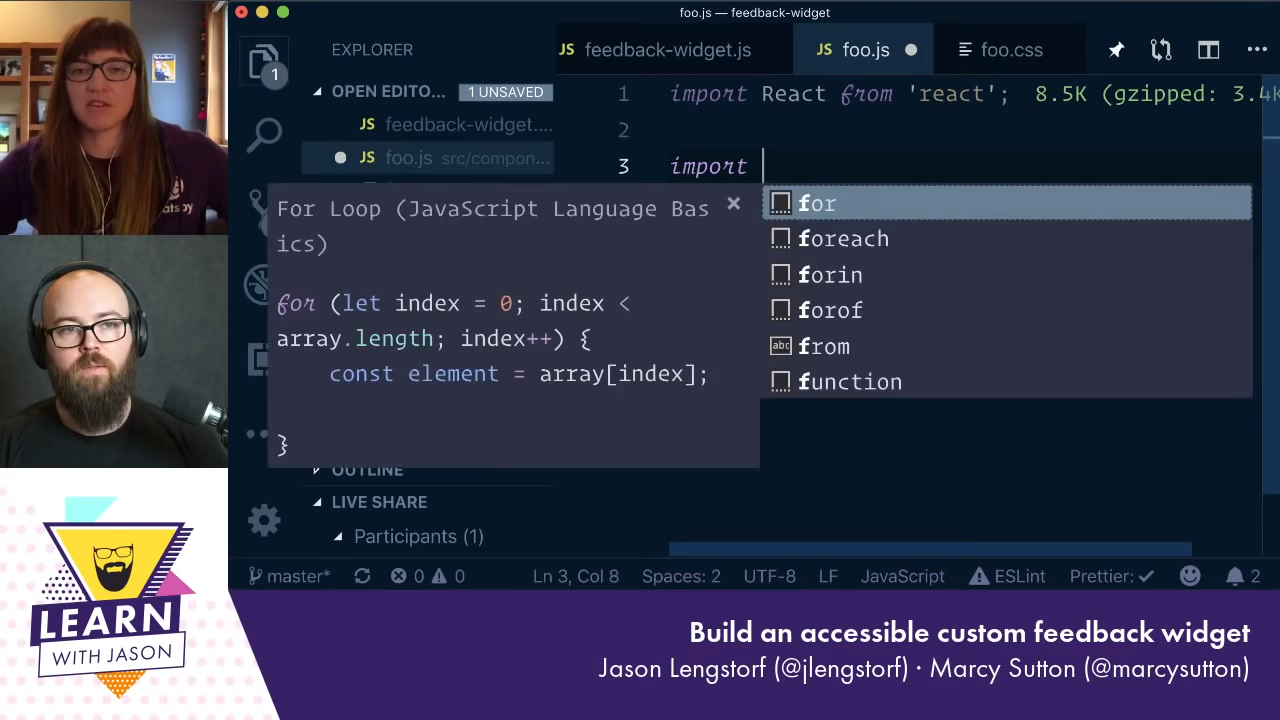 foo.js — feedback-widget
EXPLORER
JS feedback-widget.js
JS foo.js
foo.css
1
OPEN EDITO...
1 UNSAVED
JS feedback-widget....
JS foo.js src/compon...
1 import React from 'react'; 8.5K (gzipped: 3.4k
2
3 import
For Loop (JavaScript Language Bas
ics)
for (let index = 0; index <
array.length; index++) {
const element = array[index];
}
for
foreach
forin
forof
abc from
function
OUTLINE
LIVE SHARE
Participants (1)
master* 0 0 Ln 3, Col 8 Spaces: 2 UTF-8 LF JavaScript ESLint Prettier: 2
LEARN
WITH JASON
Build an accessible custom feedback widget
Jason Lengstorf (@jlengstorf) · Marcy Sutton (@marcysutton)